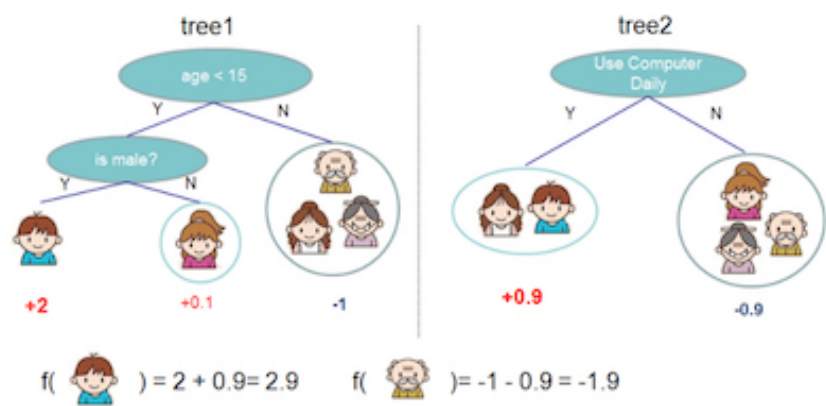 tree1
age < 15
Y
N
is male?
Y
N
+2
+0.1
-1
tree2
Use Computer
Daily
Y
N
+0.9
-0.9
f( ) = 2 + 0.9= 2.9
f( )= -1 - 0.9 = -1.9